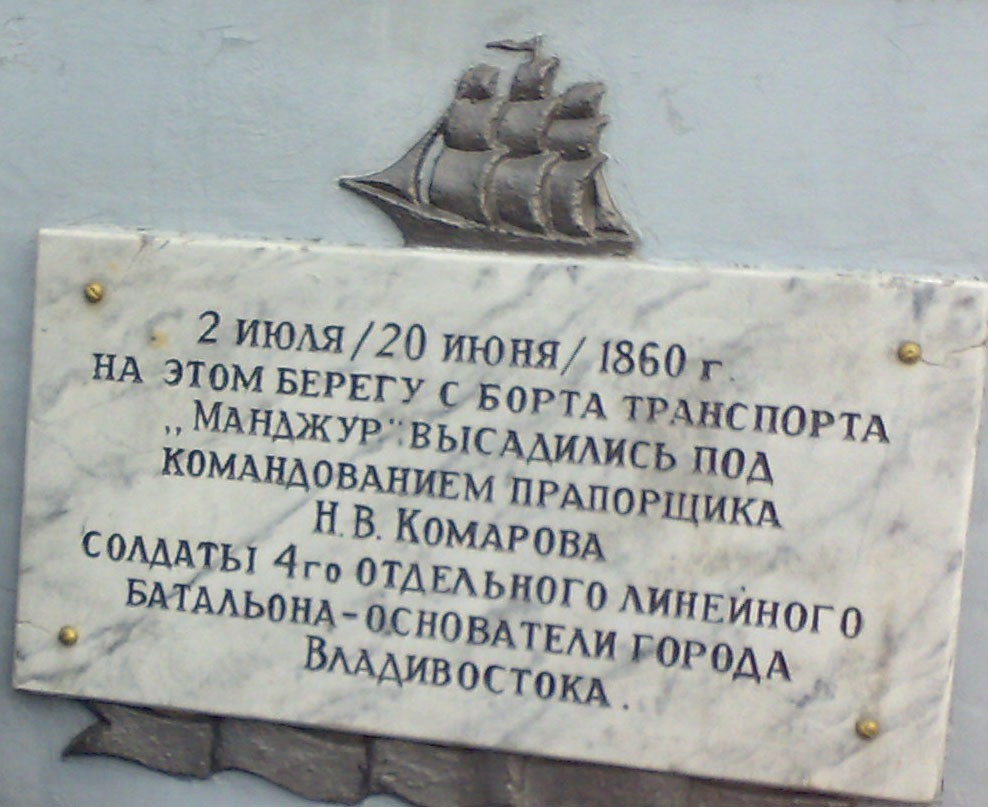 2 ИЮЛЯ/20 ИЮНЯ/1860 г.
НА ЭТОМ БЕРЕГУ С БОРТА ТРАНСПОРТА
„МАНДЖУР" ВЫСАДИЛИСЬ ПОД
КОМАНДОВАНИЕМ ПРАПОРЩИКА
Н.В. КОМАРОВА
СОЛДАТЫ 4го ОТДЕЛЬНОГО ЛИНЕЙНОГО
БАТАЛЬОНА-ОСНОВАТЕЛИ ГОРОДА
ВЛАДИВОСТОКА.